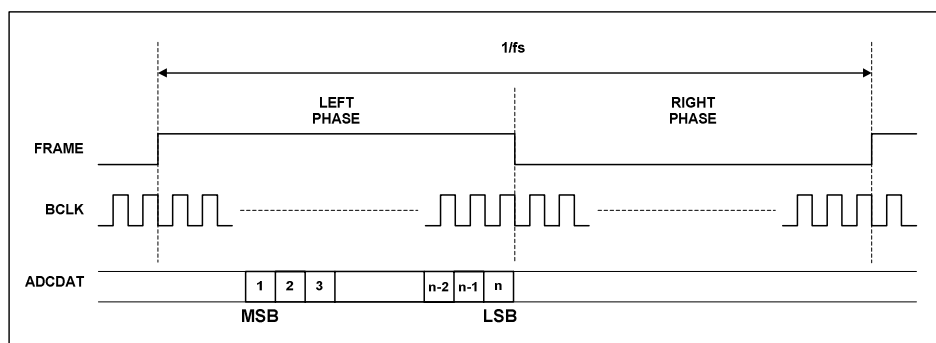 1/fs
LEFT
PHASE
RIGHT
PHASE
FRAME
BCLK
ADCDAT
1 2 3 n-2 n-1 n
MSB LSB